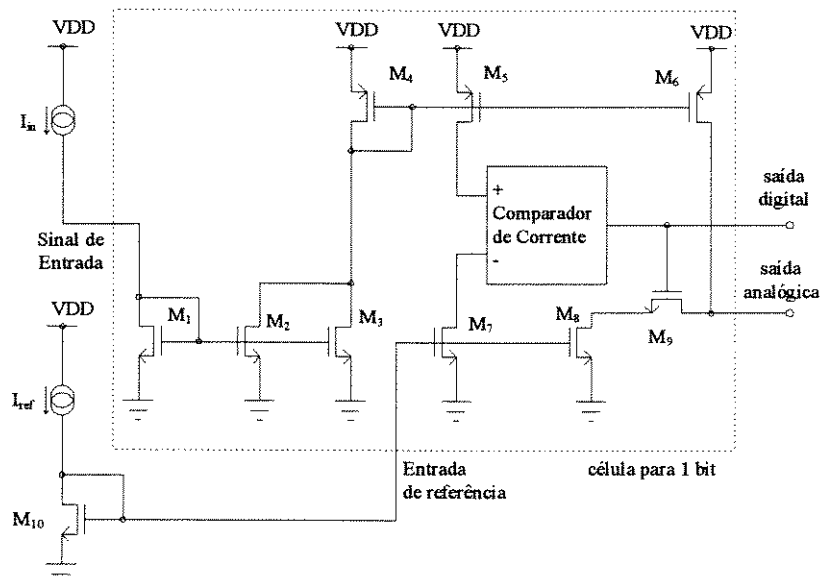 VDD
VDD
VDD
VDD
M4
M5
M6
Iin
+
Comparador
de Corrente
-
saída
digital
saída
analógica
Sinal de
Entrada
VDD
M1
M2
M3
M7
M8
M9
Iref
Entrada
de referência
célula para 1 bit
M10